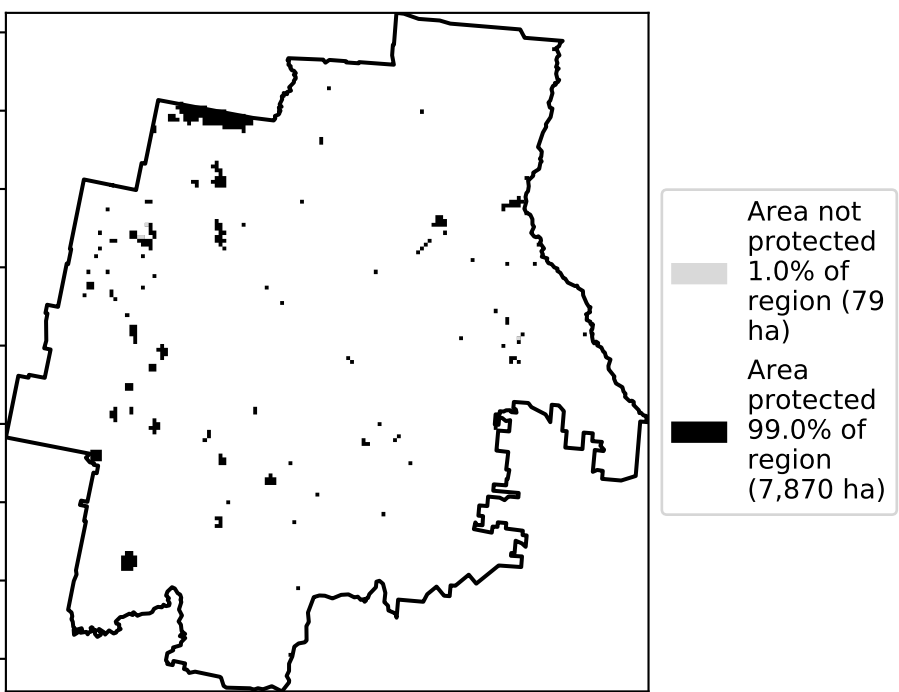 Area not
protected
1.0% of
region (79
ha)
Area
protected
99.0% of
region
(7,870 ha)